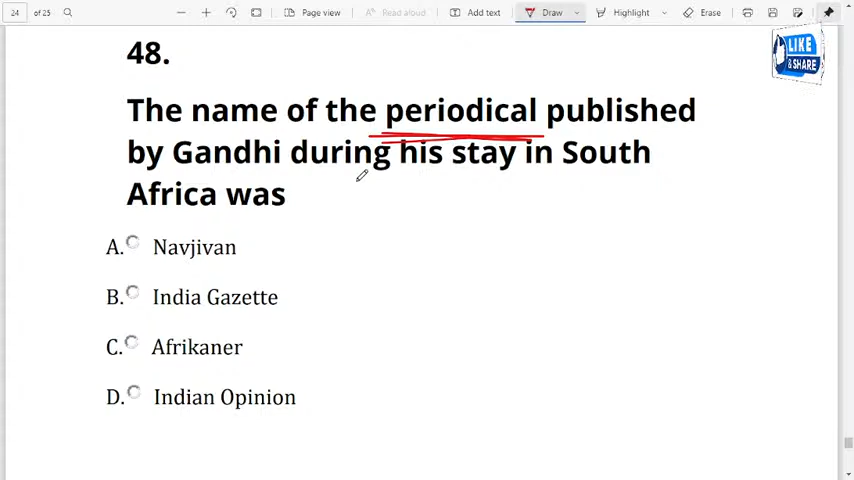 24 of 25 Page view Read aloud Add text Draw Highlight Erase
LIKE
& SHARE
48.
The name of the periodical published
by Gandhi during his stay in South
Africa was
A. Navjivan
B. India Gazette
C. Afrikaner
D. Indian Opinion